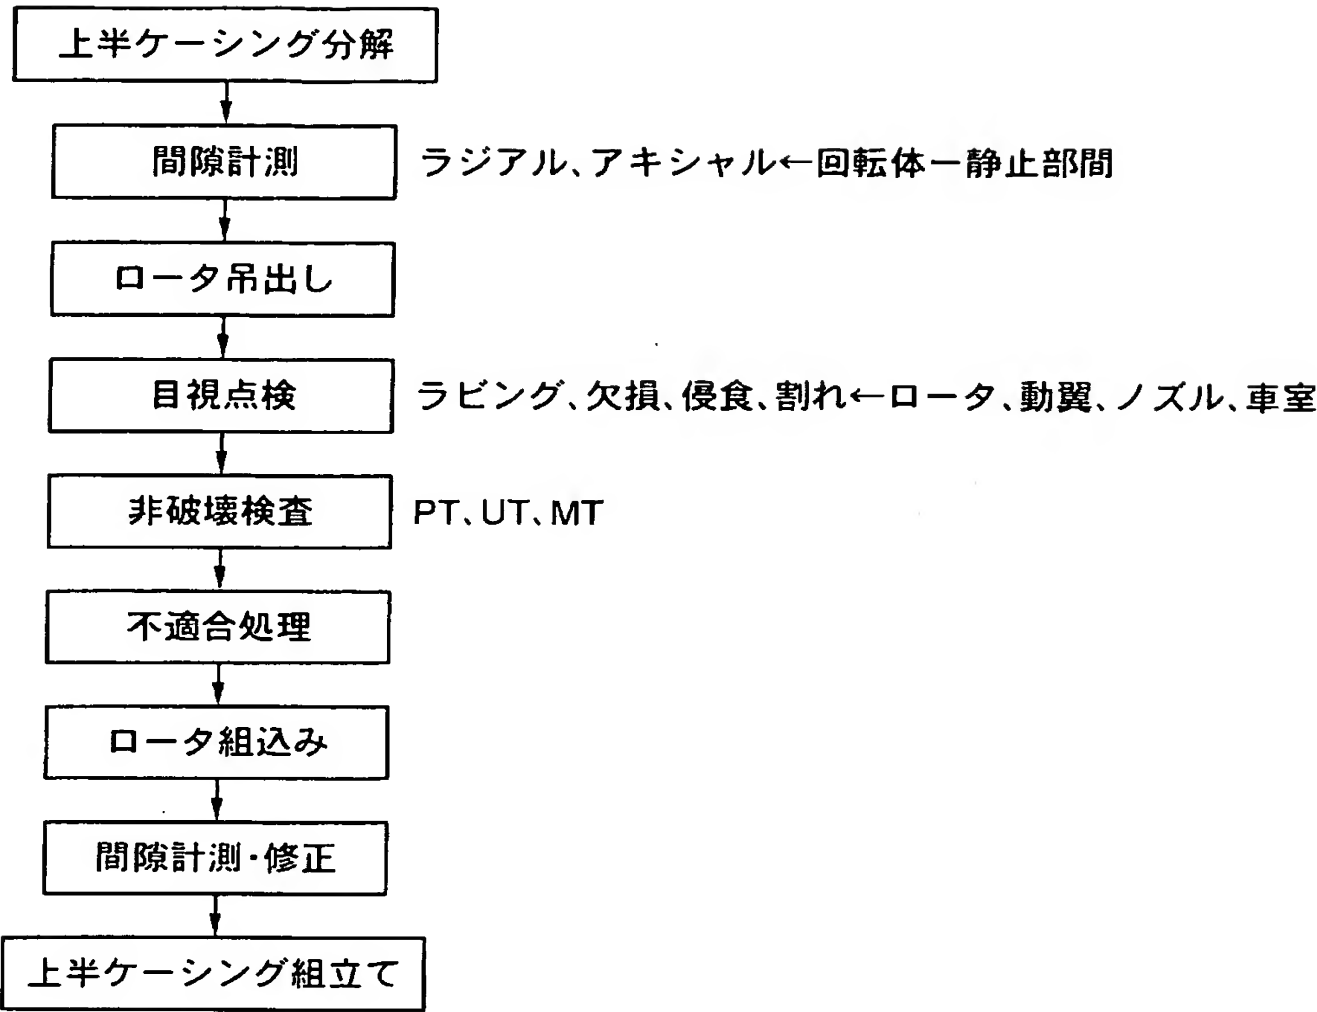 上半ケーシング分解
間隙計測 ラジアル、アキシャル←回転体ー静止部間
ロータ吊出し
目視点検 ラビング、欠損、侵食、割れ←ロータ、動翼、ノズル、車室
非破壊検査 PT、UT、MT
不適合処理
ロータ組込み
間隙計測・修正
上半ケーシング組立て